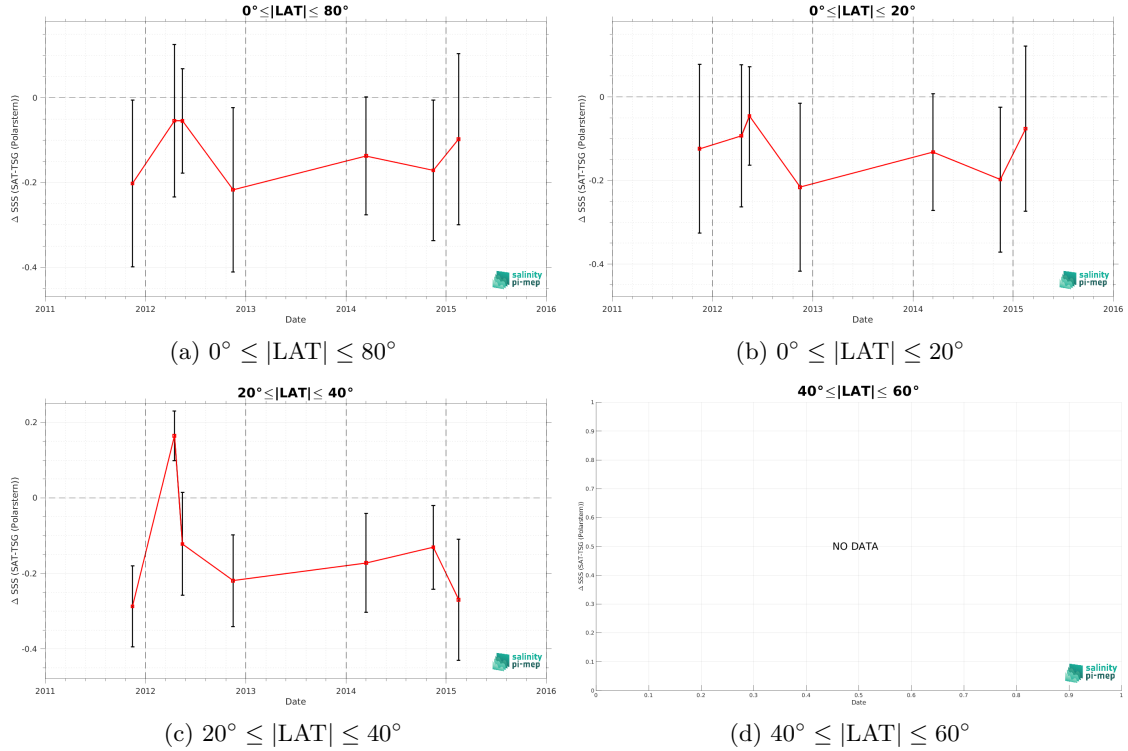 0°≤|LAT|≤ 80°
Δ SSS (SAT-TSG (Polarstern))
0
-0.2
-0.4
2011 2012 2013 2014 2015 2016
Date
salinity
pi-mep
(a) 0° ≤ |LAT| ≤ 80°
0°≤|LAT|≤ 20°
Δ SSS (SAT-TSG (Polarstern))
0
-0.2
-0.4
2011 2012 2013 2014 2015 2016
Date
salinity
pi-mep
(b) 0° ≤ |LAT| ≤ 20°
20°≤|LAT|≤ 40°
Δ SSS (SAT-TSG (Polarstern))
0.2
0
-0.2
-0.4
2011 2012 2013 2014 2015 2016
Date
salinity
pi-mep
(c) 20° ≤ |LAT| ≤ 40°
40°≤|LAT|≤ 60°
Δ SSS (SAT-TSG (Polarstern))
1
0.9
0.8
0.7
0.6
0.5
0.4
0.3
0.2
0.1
0
NO DATA
0 0.1 0.2 0.3 0.4 0.5 0.6 0.7 0.8 0.9 1
Date
salinity
pi-mep
(d) 40° ≤ |LAT| ≤ 60°